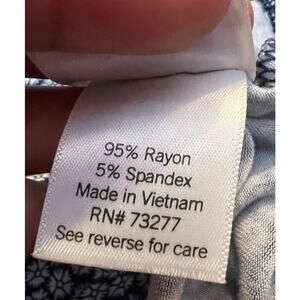 95% Rayon
5% Spandex
Made in Vietnam
RN# 73277
See reverse for care